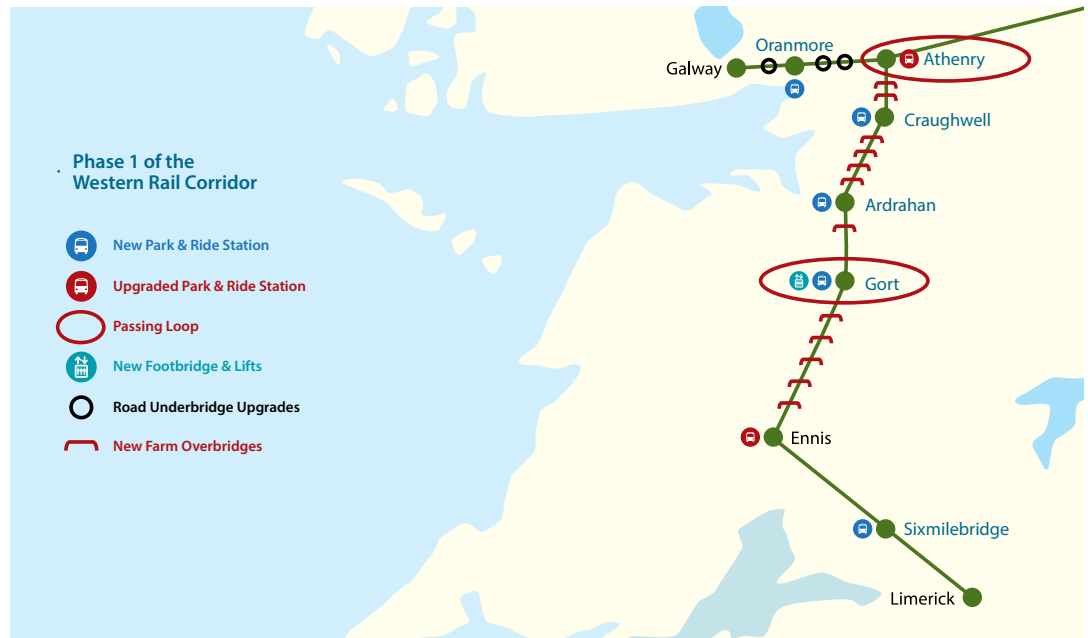 Oranmore
Galway
Athenry
Craughwell
Phase 1 of the
Western Rail Corridor
Ardrahan
New Park & Ride Station
Upgraded Park & Ride Station
Gort
Passing Loop
New Footbridge & Lifts
Road Underbridge Upgrades
New Farm Overbridges
Ennis
Sixmilebridge
Limerick